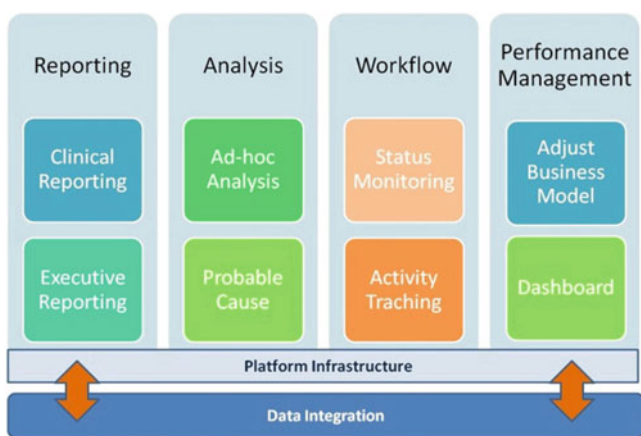 Reporting
Clinical
Reporting
Executive
Reporting
Analysis
Ad-hoc
Analysis
Probable
Cause
Workflow
Status
Monitoring
Activity
Traching
Performance
Management
Adjust
Business
Model
Dashboard
Platform Infrastructure
Data Integration